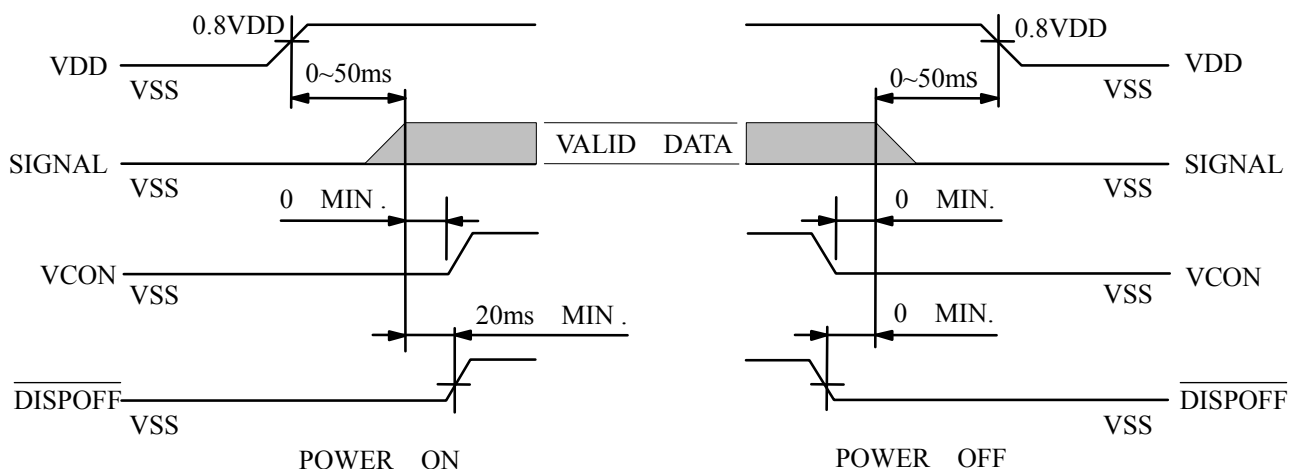 0.8VDD 0.8VDD
VDD VDD
VSS 0~50ms 0~50ms VSS
VALID DATA
SIGNAL SIGNAL
VSS VSS
0 MIN . 0 MIN.
VCON VCON
VSS VSS
20ms MIN . 0 MIN.
DISPOFF DISPOFF
VSS VSS
POWER ON POWER OFF